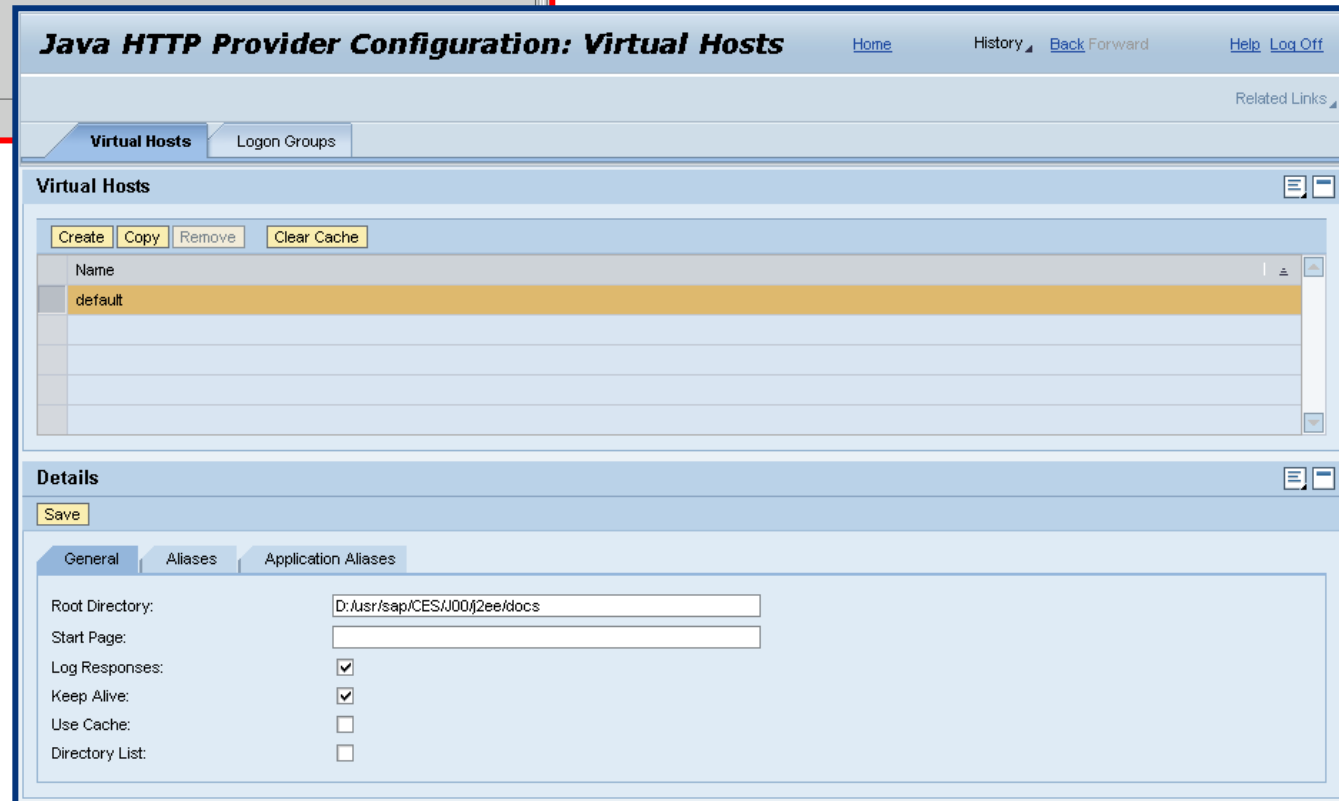 Java HTTP Provider Configuration: Virtual Hosts Home History Back Forward Help Log Off
Related Links
Virtual Hosts Logon Groups
Virtual Hosts
Create Copy Remove Clear Cache
Name
default
Details
Save
General Aliases Application Aliases
Root Directory: D:/usr/sap/CES/J00/j2ee/docs
Start Page:
Log Responses:
Keep Alive:
Use Cache:
Directory List: